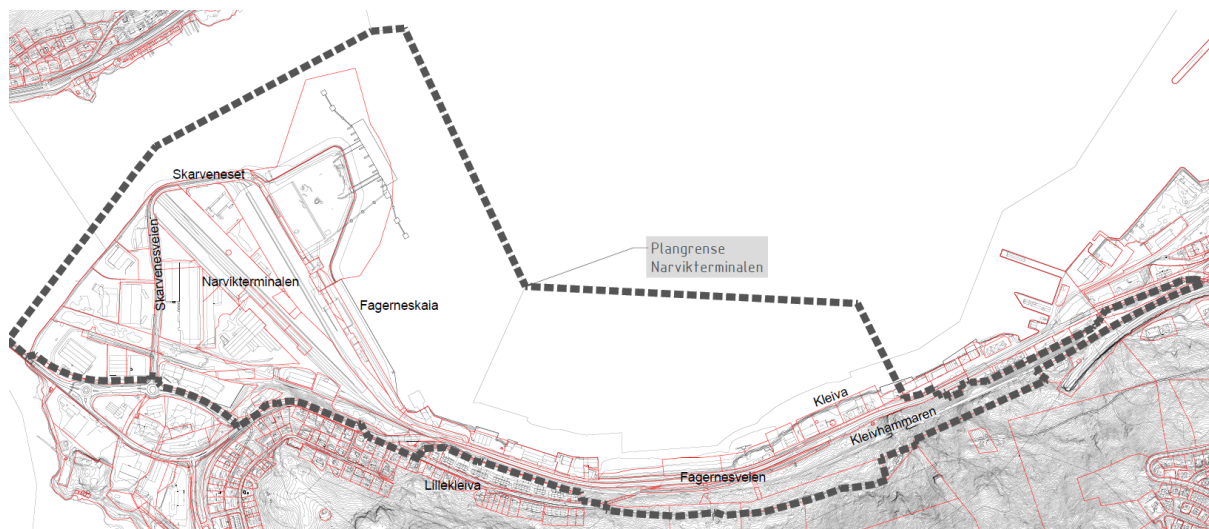 Skarveneset
Plangrense
Narvikterminalen
Skarvenesveien
Narvikterminalen
Fagerneskaia
Kleiva
Kleivhammaren
Fagernesveien
Lillekleiva